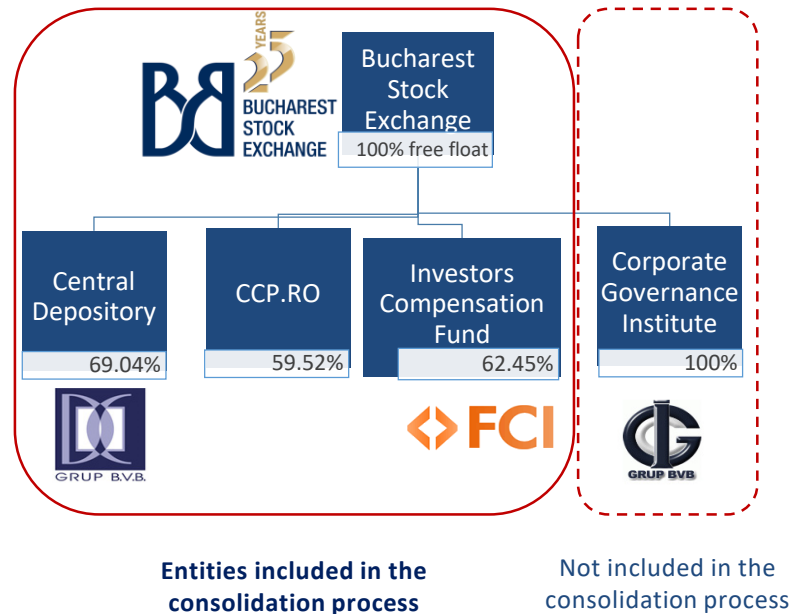 25
YEARS
BUCHAREST
STOCK
EXCHANGE
Bucharest
Stock
Exchange
100% free float
Central
Depository
69.04%
CCP.RO
59.52%
Investors
Compensation
Fund
62.45%
Corporate
Governance
Institute
100%
GRUP B.V.B.
FCI
GRUP BVB
Entities included in the
consolidation process
Not included in the
consolidation process